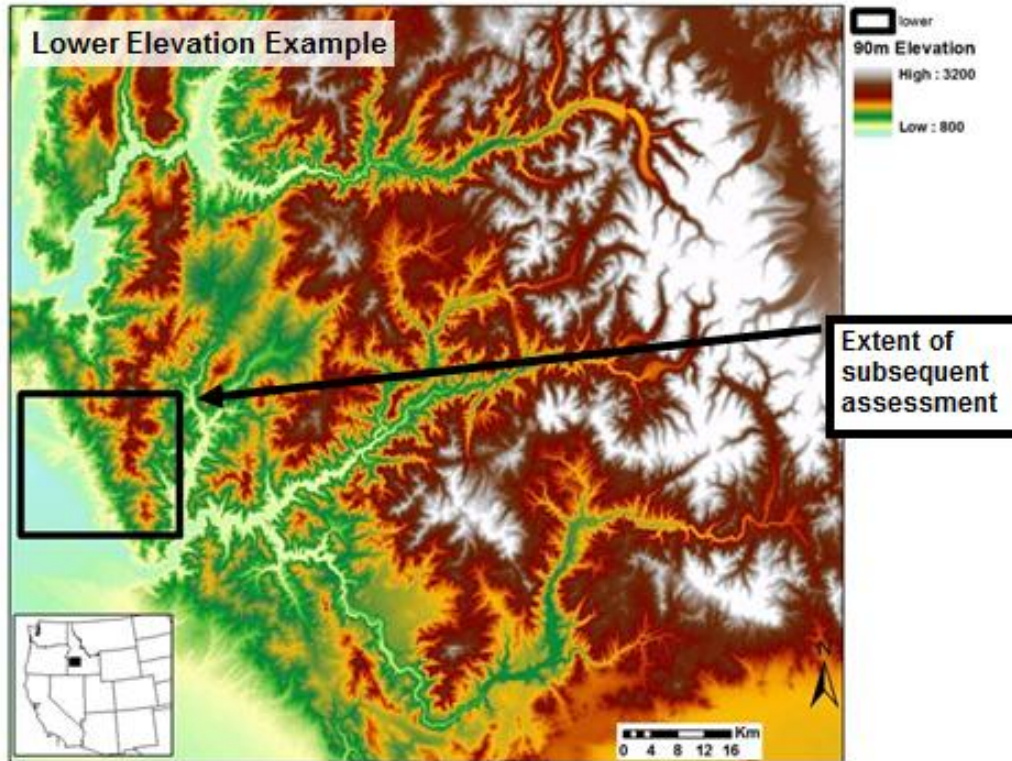 Lower Elevation Example
lower
90m Elevation
High : 3200
Low : 800
Extent of
subsequent
assessment
N
Km
0 4 8 12 16